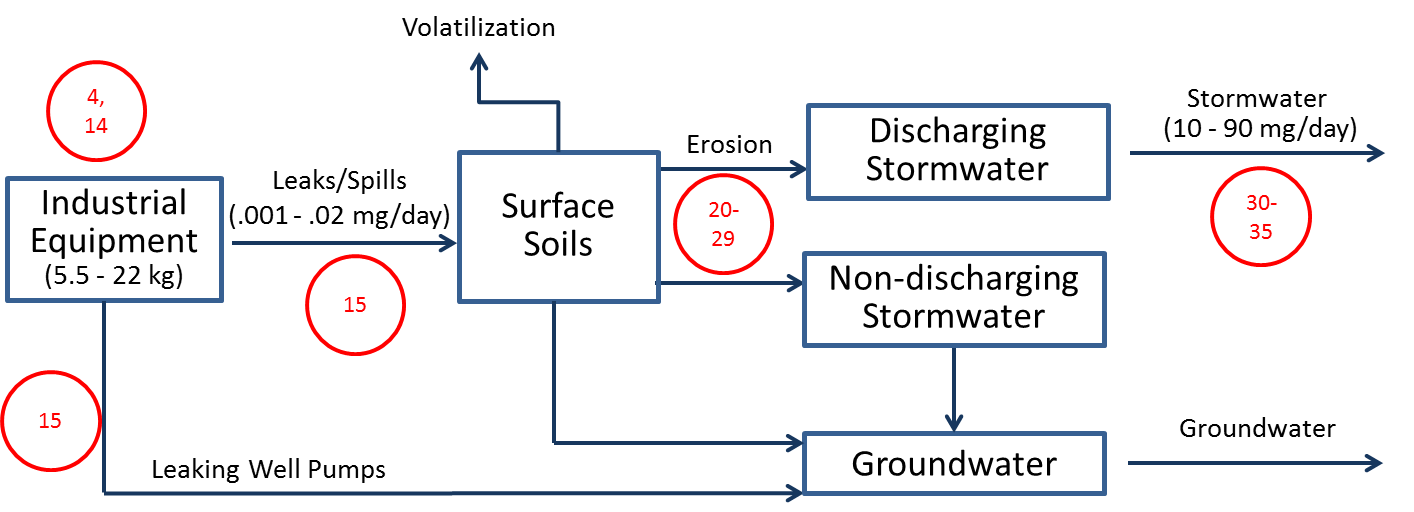 Volatilization
4,
14
Industrial
Equipment
(5.5 - 22 kg)
Leaks/Spills
(.001 - .02 mg/day)
15
15
Leaking Well Pumps
Surface
Soils
Erosion
20-
29
Discharging
Stormwater
Stormwater
(10 - 90 mg/day)
30-
35
Non-discharging
Stormwater
Groundwater
Groundwater